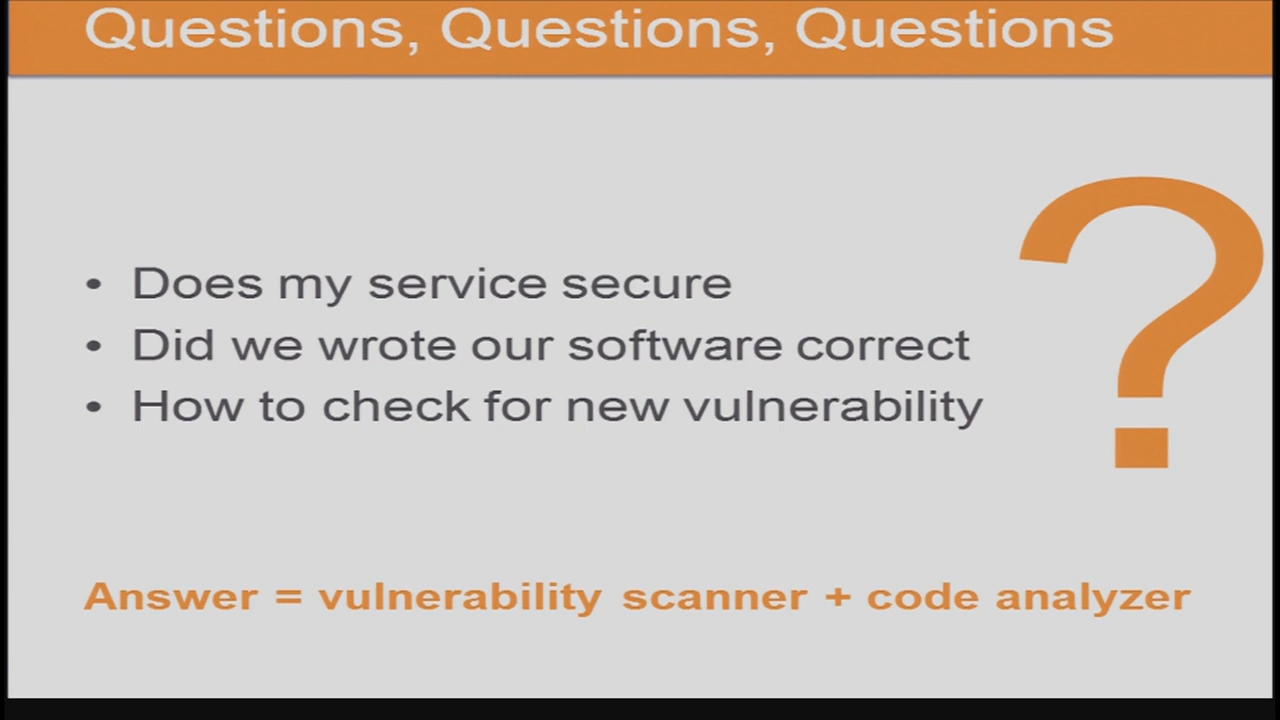 Questions, Questions, Questions
• Does my service secure
• Did we wrote our software correct
• How to check for new vulnerability
?
Answer = vulnerability scanner + code analyzer